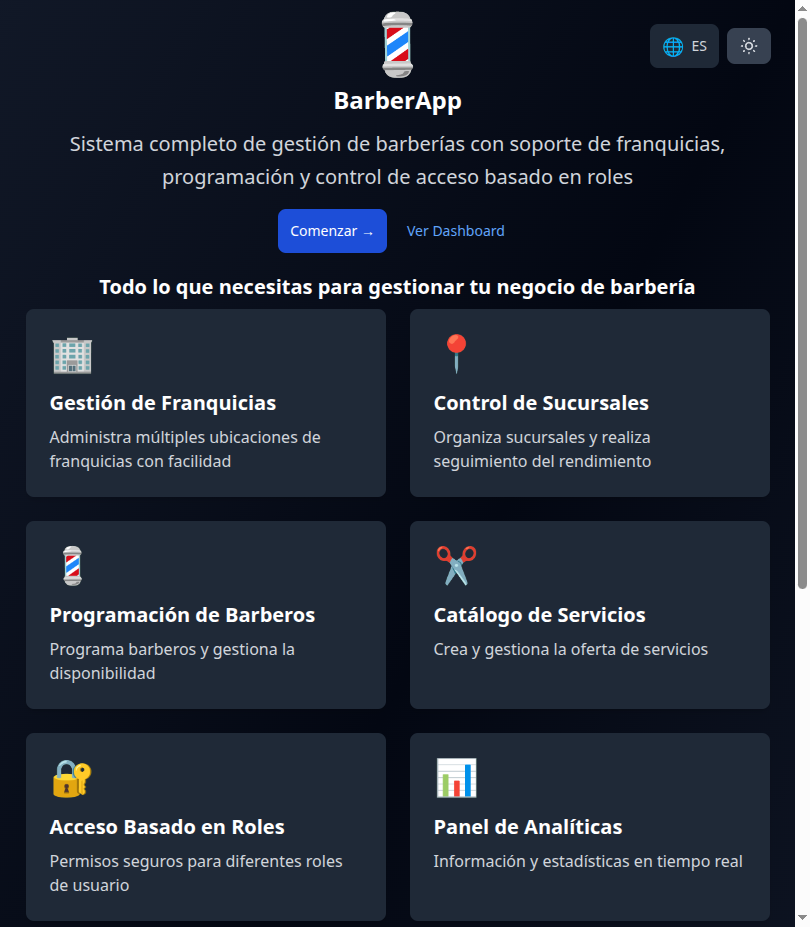 ES
BarberApp
Sistema completo de gestión de barberías con soporte de franquicias,
programación y control de acceso basado en roles
Comenzar →
Ver Dashboard
Todo lo que necesitas para gestionar tu negocio de barbería
Gestión de Franquicias
Administra múltiples ubicaciones de
franquicias con facilidad
Control de Sucursales
Organiza sucursales y realiza
seguimiento del rendimiento
Programación de Barberos
Programa barberos y gestiona la
disponibilidad
Catálogo de Servicios
Crea y gestiona la oferta de servicios
Acceso Basado en Roles
Permisos seguros para diferentes roles
de usuario
Panel de Analíticas
Información y estadísticas en tiempo real